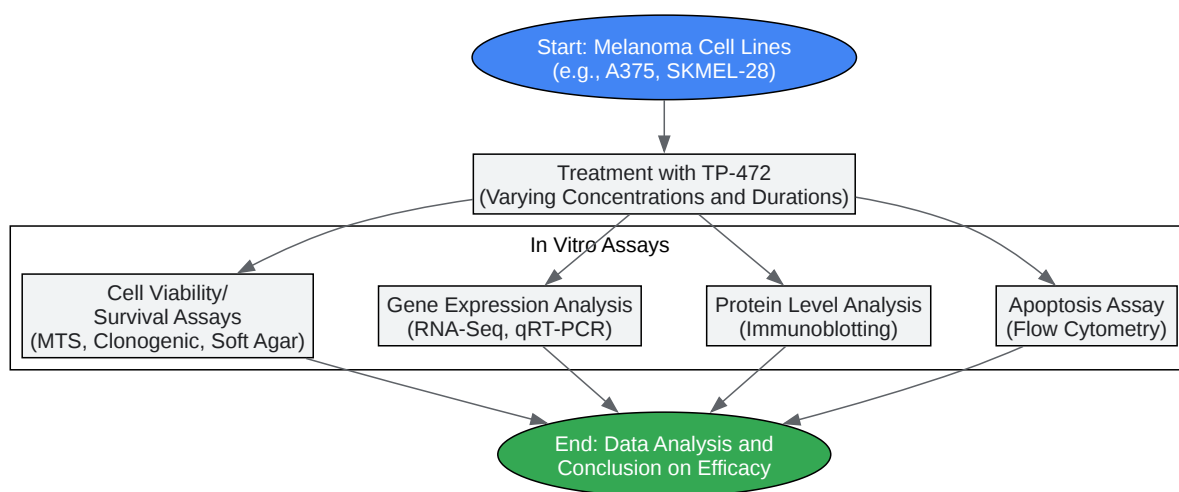 Start: Melanoma Cell Lines
(e.g., A375, SKMEL-28)
Treatment with TP-472
(Varying Concentrations and Durations)
In Vitro Assays
Cell Viability/
Survival Assays
(MTS, Clonogenic, Soft Agar)
Gene Expression Analysis
(RNA-Seq, qRT-PCR)
Protein Level Analysis
(Immunoblotting)
Apoptosis Assay
(Flow Cytometry)
End: Data Analysis and
Conclusion on Efficacy